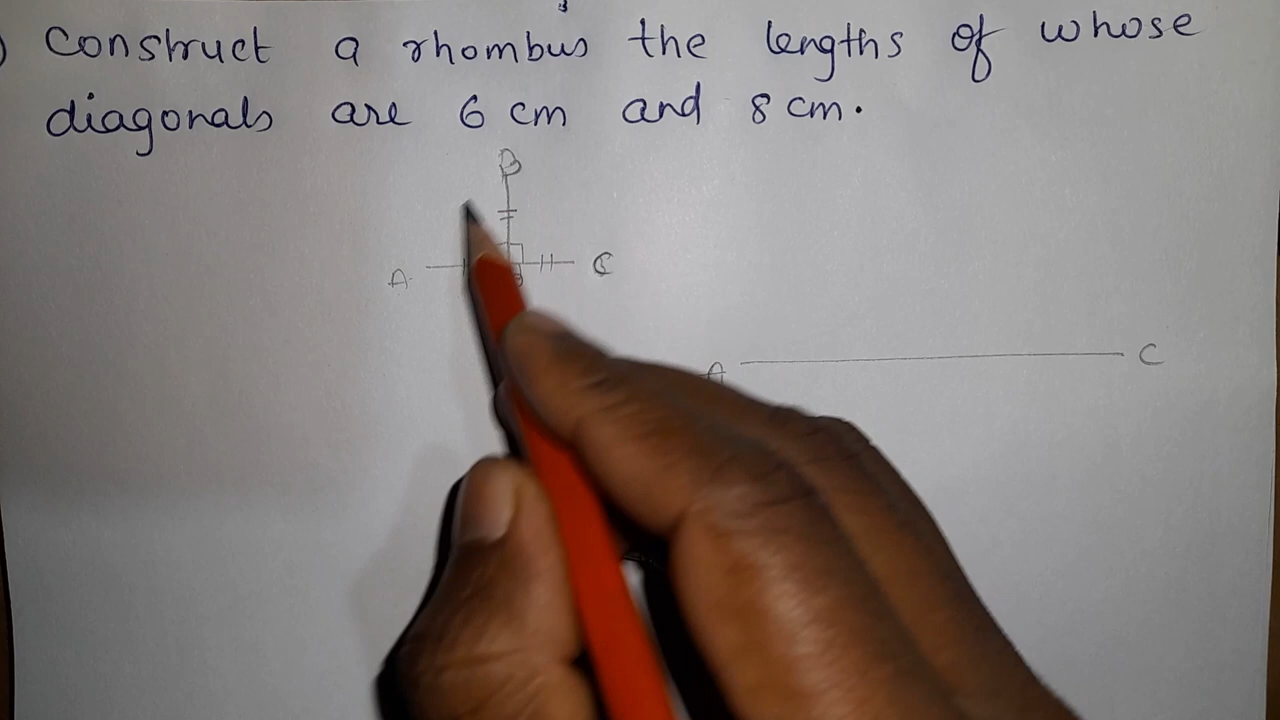 Construct a rhombus the lengths of whose
diagonals are 6 cm and 8 cm.
B
A C
A C